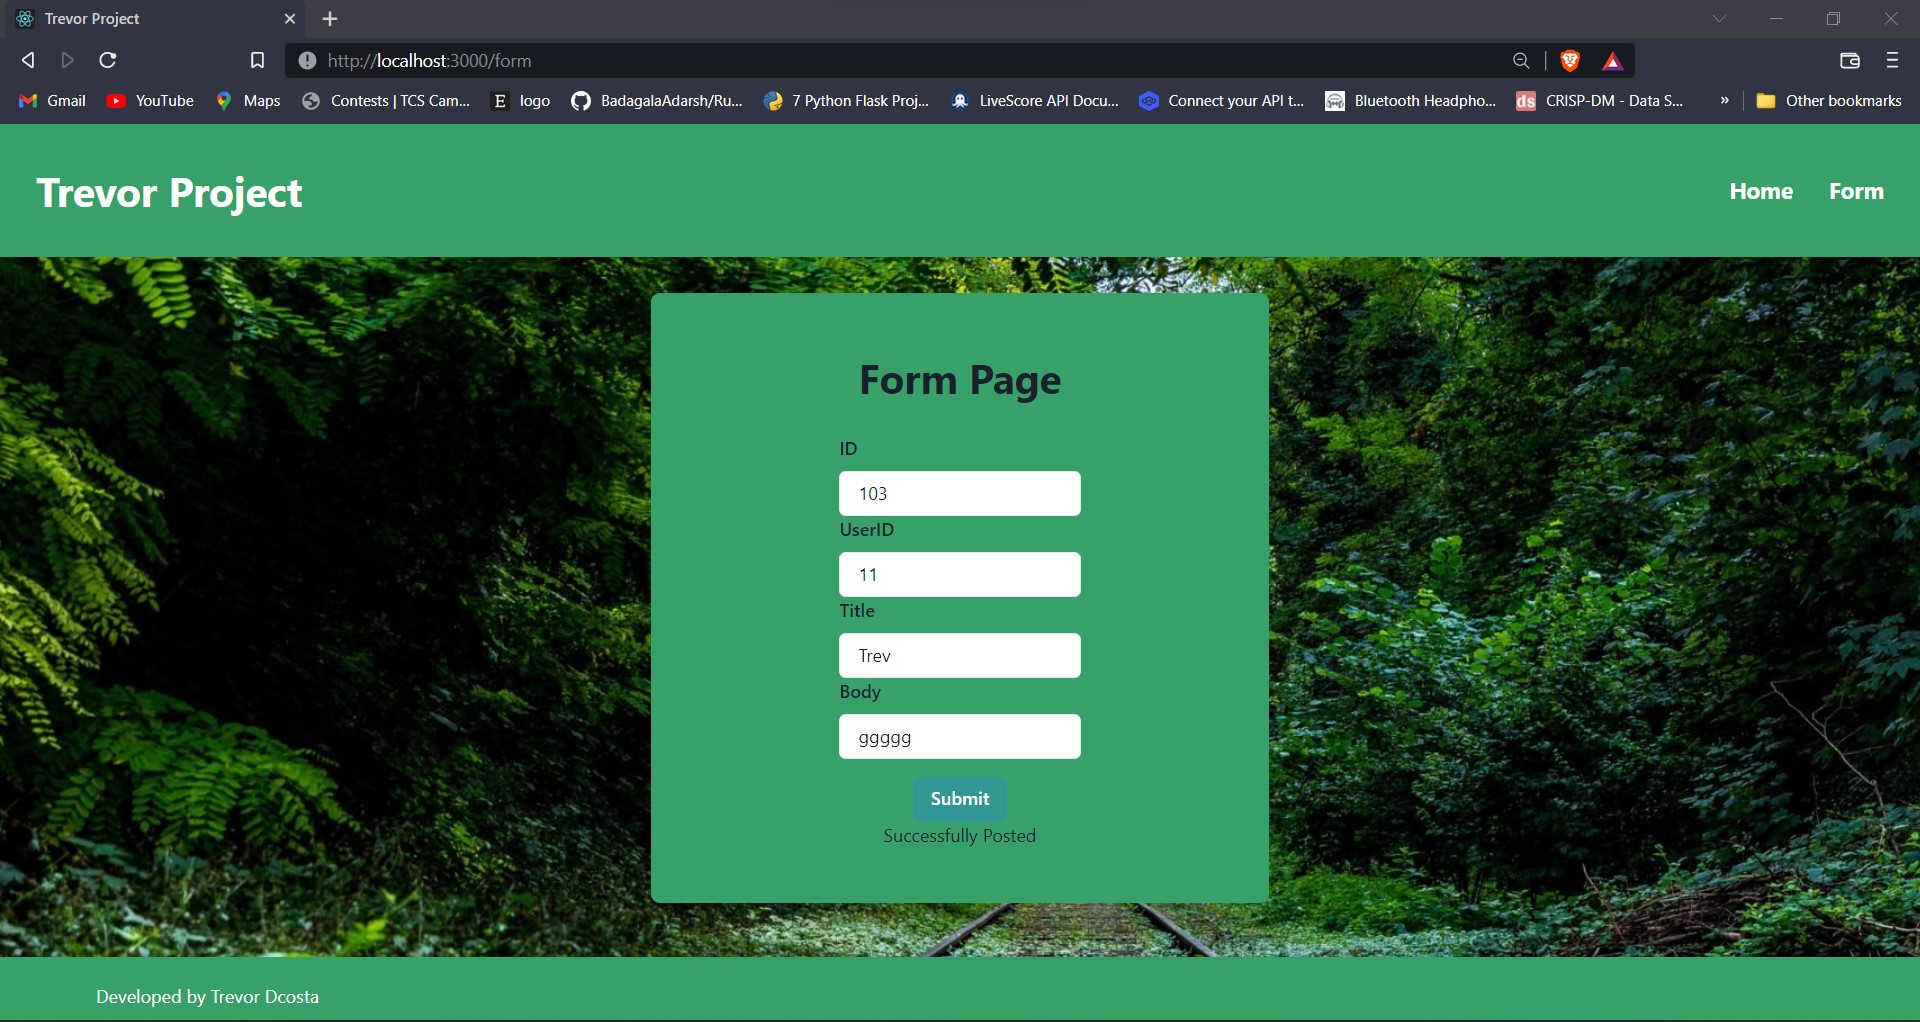 Trevor Project
http://localhost:3000/form
Gmail YouTube Maps Contests | TCS Cam... E logo BadagalaAdarsh/Ru... 7 Python Flask Proj... LiveScore API Docu... Connect your API t... Bluetooth Headpho... ds CRISP-DM - Data S... » Other bookmarks
Trevor Project Home Form
Form Page
ID
103
UserID
11
Title
Trev
Body
ggggg
Submit
Successfully Posted
Developed by Trevor Dcosta